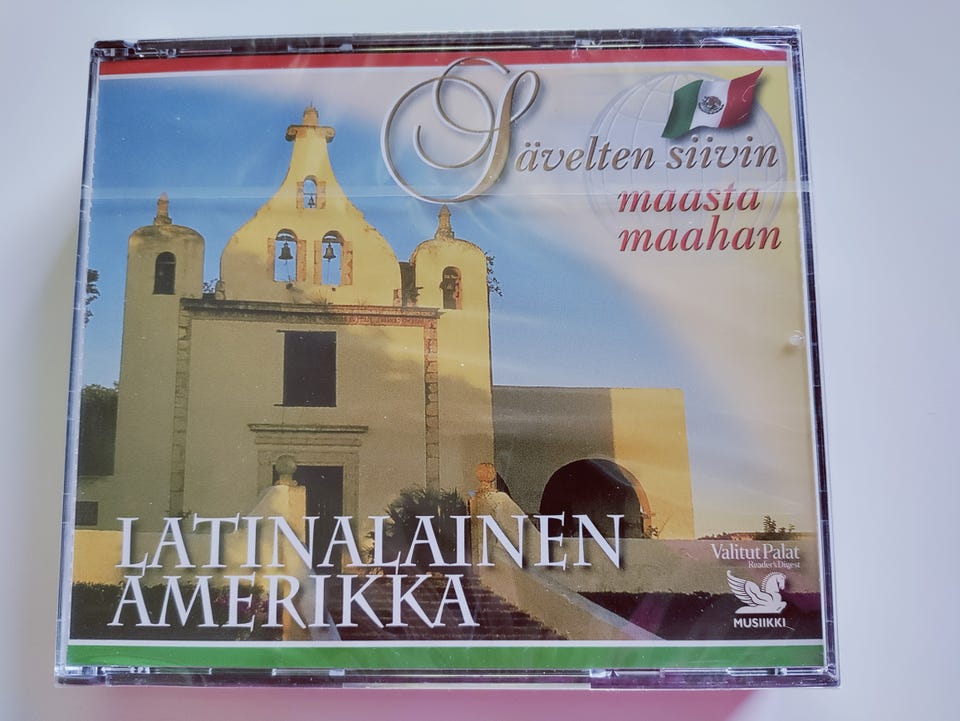 Sävelten siivin
maasta
maahan
LATINALAINEN
AMERIKKA
Valitut Palat
Reader's Digest
MUSIIKKI